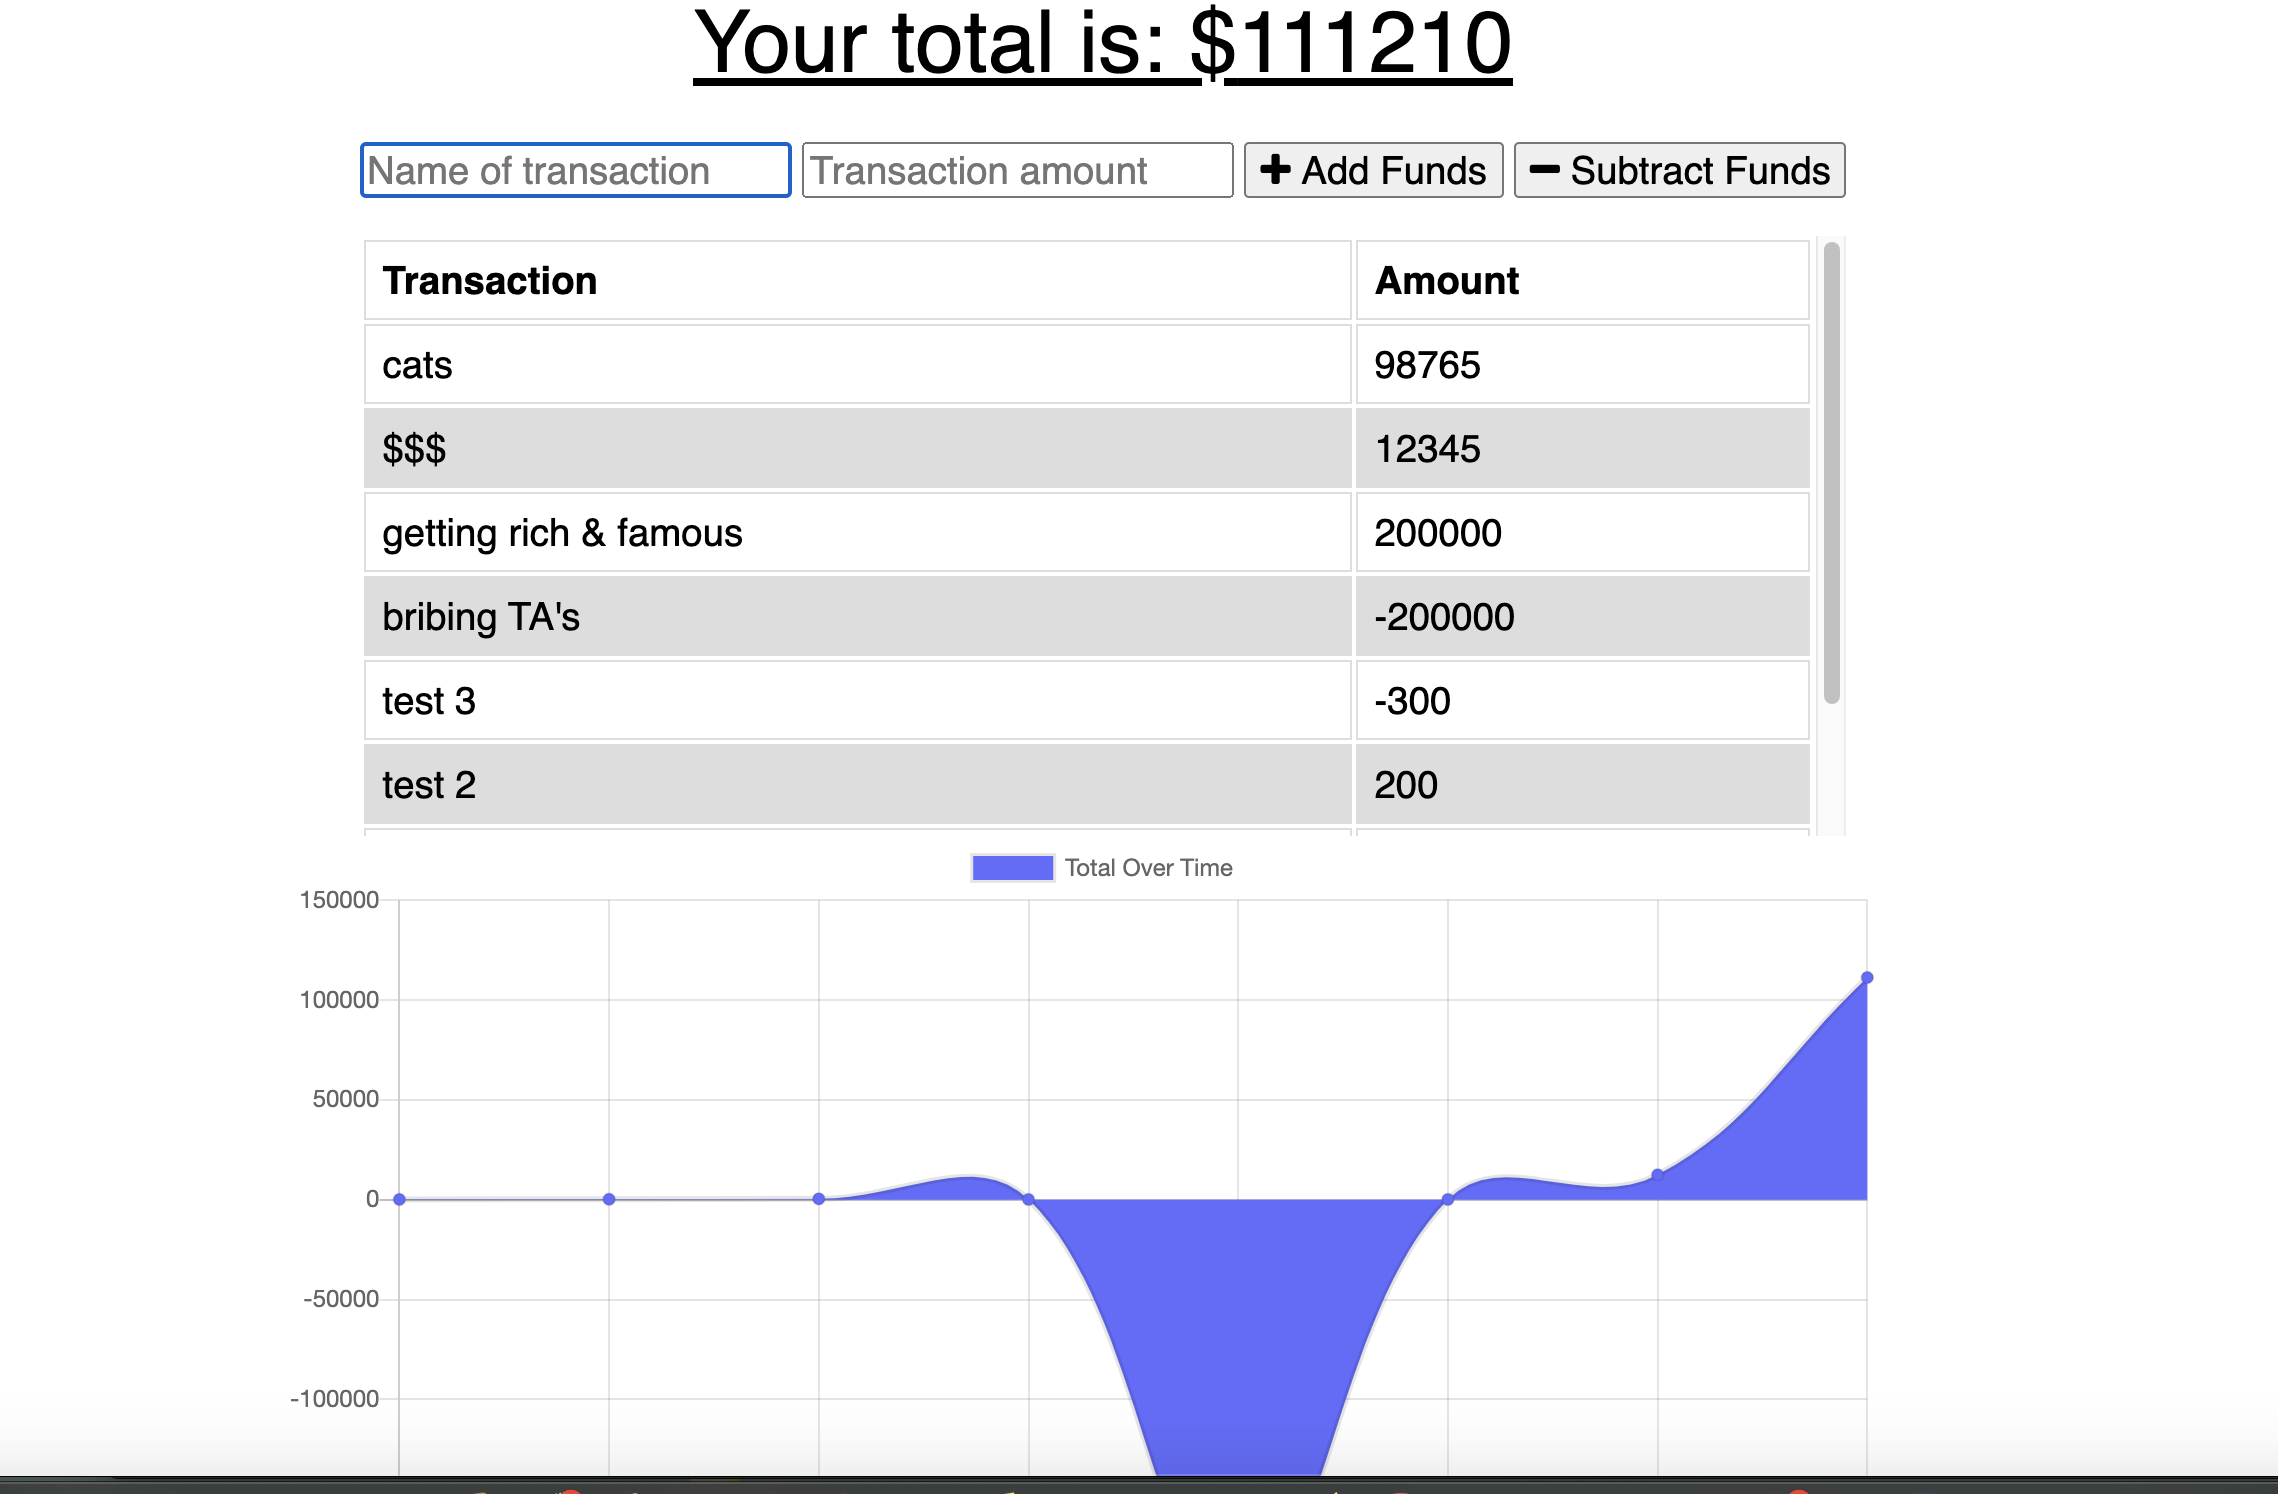 Your total is: $111210
Name of transaction Transaction amount Add Funds Subtract Funds
Transaction Amount
cats 98765
$$$ 12345
getting rich & famous 200000
bribing TA's -200000
test 3 -300
test 2 200
Total Over Time
150000
100000
50000
0
-50000
-100000